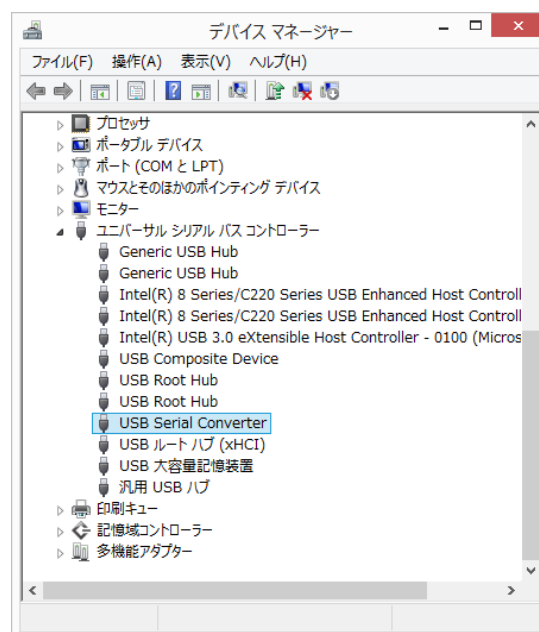 デバイス マネージャー
ファイル(F) 操作(A) 表示(V) ヘルプ(H)
プロセッサ
ポータブル デバイス
ポート (COM と LPT)
マウスとそのほかのポインティング デバイス
モニター
ユニバーサル シリアル バス コントローラー
Generic USB Hub
Generic USB Hub
Intel(R) 8 Series/C220 Series USB Enhanced Host Controll
Intel(R) 8 Series/C220 Series USB Enhanced Host Controll
Intel(R) USB 3.0 eXtensible Host Controller - 0100 (Micros
USB Composite Device
USB Root Hub
USB Root Hub
USB Serial Converter
USB ルート ハブ (xHCI)
USB 大容量記憶装置
汎用 USB ハブ
印刷キュー
記憶域コントローラー
多機能アダプター